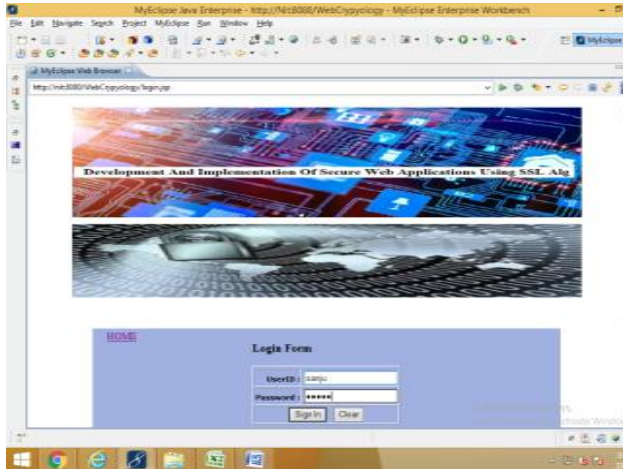 MyEclipse Java Enterprise - http://Nit:8080/WebCrypyology - MyEclipse Enterprise Workbench
File Edit Navigate Search Project MyEclipse Run Window Help
MyEclipse
MyEclipse Web Browser
http://nit:8080/WebCrypyology/login.jsp
Development And Implementation Of Secure Web Applications Using SSL Alg
HOME
Login Form
UserID : sanju
Password : •••••
Sign In Clear